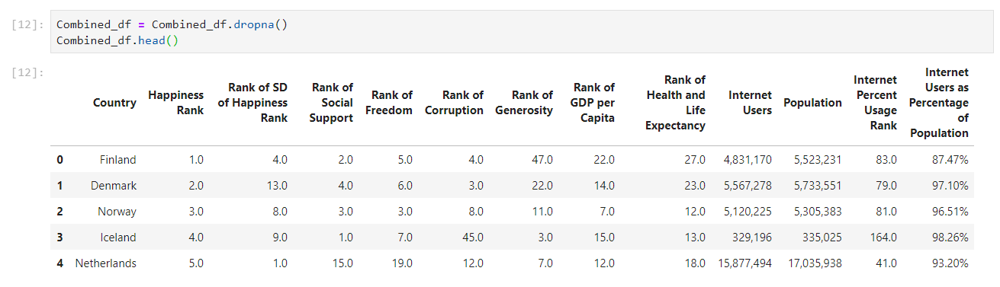 [12]: Combined_df = Combined_df.dropna()
Combined_df.head()
[12]:
Country Happiness Rank Rank of SD of Happiness Rank Rank of Social Support Rank of Freedom Rank of Corruption Rank of Generosity Rank of GDP per Capita Rank of Health and Life Expectancy Internet Users Population Internet Percent Usage Rank Internet Users as Percentage of Population
0 Finland 1.0 4.0 2.0 5.0 4.0 47.0 22.0 27.0 4,831,170 5,523,231 83.0 87.47%
1 Denmark 2.0 13.0 4.0 6.0 3.0 22.0 14.0 23.0 5,567,278 5,733,551 79.0 97.10%
2 Norway 3.0 8.0 3.0 3.0 8.0 11.0 7.0 12.0 5,120,225 5,305,383 81.0 96.51%
3 Iceland 4.0 9.0 1.0 7.0 45.0 3.0 15.0 13.0 329,196 335,025 164.0 98.26%
4 Netherlands 5.0 1.0 15.0 19.0 12.0 7.0 12.0 18.0 15,877,494 17,035,938 41.0 93.20%